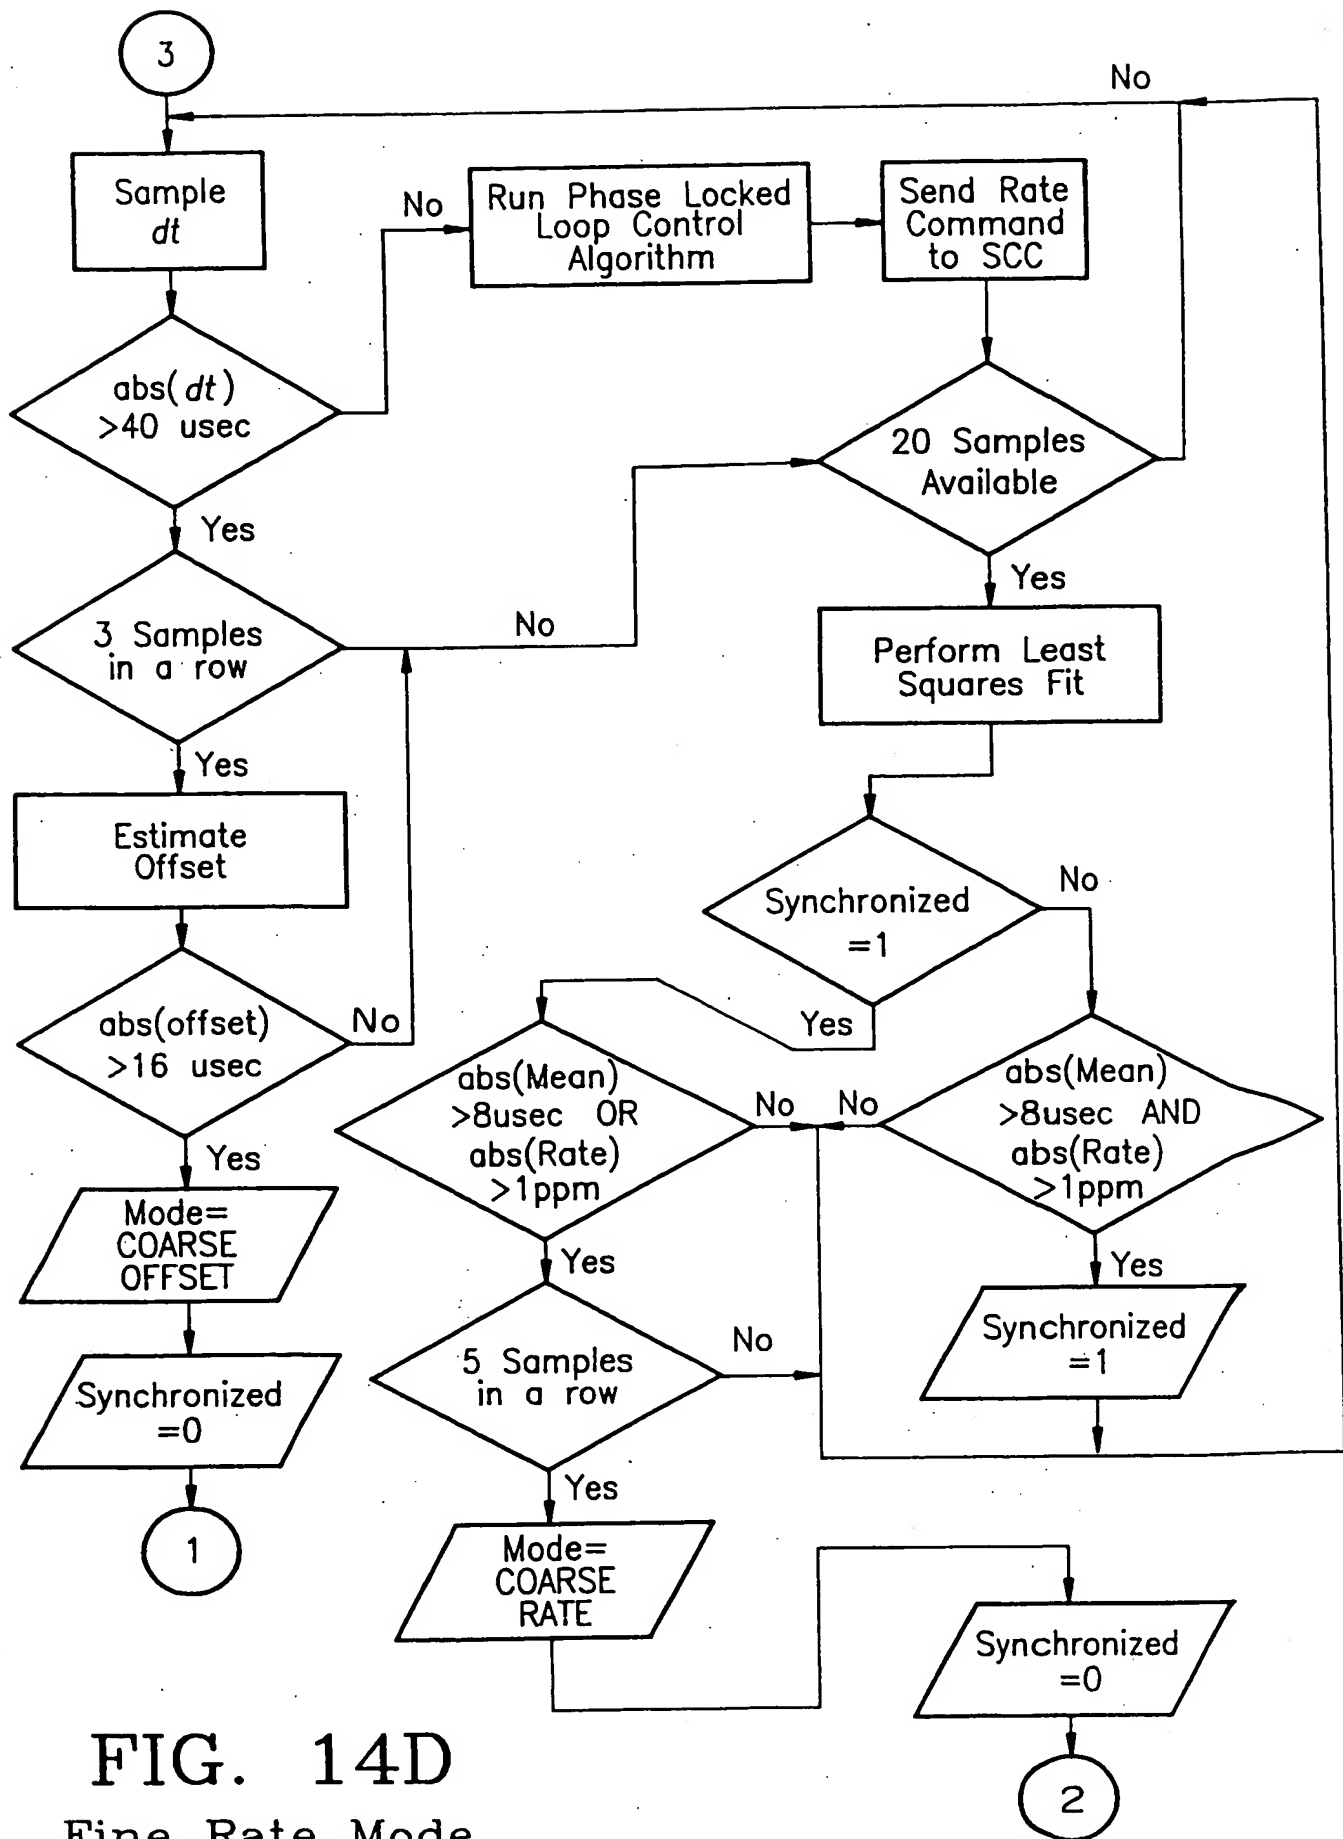 3
No
Sample
dt
No
Run Phase Locked
Loop Control
Algorithm
Send Rate
Command
to SCC
abs(dt)
>40 usec
20 Samples
Available
Yes
Yes
3 Samples
in a row
No
Perform Least
Squares Fit
Yes
Estimate
Offset
Synchronized
=1
No
abs(offset)
>16 usec
No
Yes
abs(Mean)
>8usec OR
abs(Rate)
>1ppm
No
No
abs(Mean)
>8usec AND
abs(Rate)
>1ppm
Yes
Mode=
COARSE
OFFSET
Yes
Yes
5 Samples
in a row
No
Synchronized
=1
Synchronized
=0
Yes
1
Mode=
COARSE
RATE
Synchronized
=0
2
FIG. 14D
Fine Rate Mode